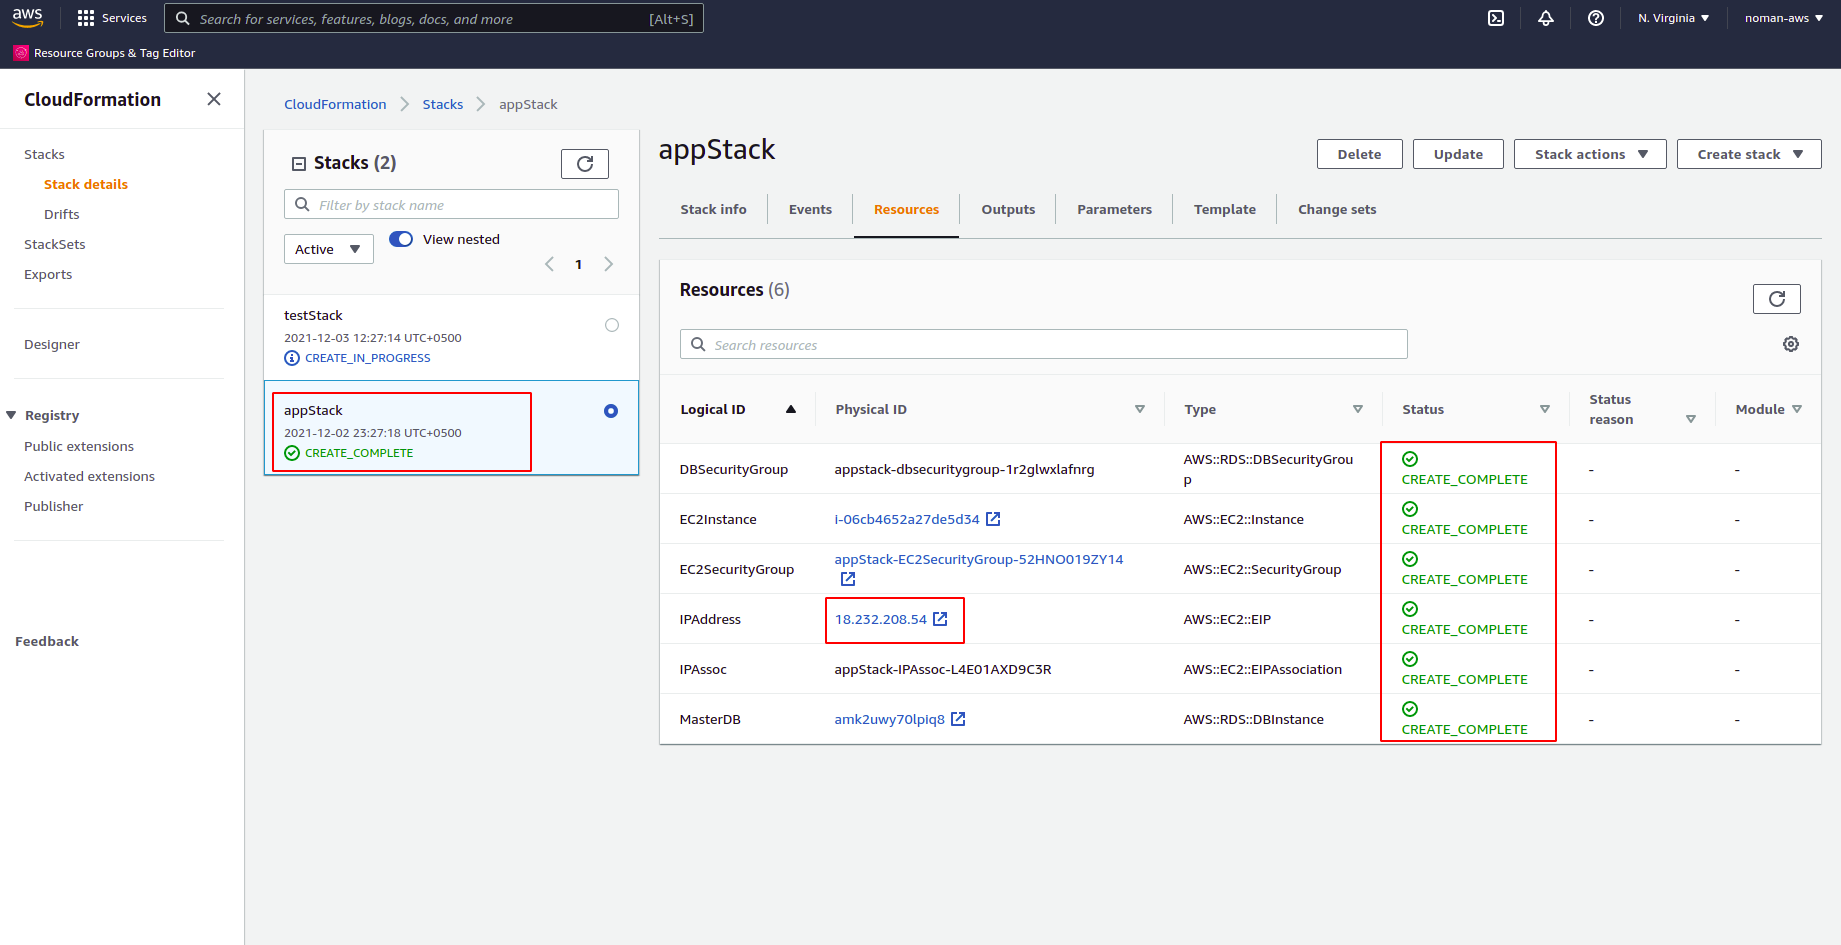 aws
Services
Search for services, features, blogs, docs, and more
[Alt+S]
N. Virginia
noman-aws
Resource Groups & Tag Editor
CloudFormation
Stacks
Stack details
Drifts
StackSets
Exports
Designer
Registry
Public extensions
Activated extensions
Publisher
Feedback
CloudFormation
Stacks
appStack
Stacks (2)
Filter by stack name
Active
View nested
1
testStack
2021-12-03 12:27:14 UTC+0500
CREATE_IN_PROGRESS
appStack
2021-12-02 23:27:18 UTC+0500
CREATE_COMPLETE
appStack
Delete
Update
Stack actions
Create stack
Stack info
Events
Resources
Outputs
Parameters
Template
Change sets
Resources (6)
Search resources
Logical ID
Physical ID
Type
Status
Status
reason
Module
DBSecurityGroup
appstack-dbsecuritygroup-1r2glwxlafnrg
AWS::RDS::DBSecurityGrou
p
CREATE_COMPLETE
-
-
EC2Instance
i-06cb4652a27de5d34
AWS::EC2::Instance
CREATE_COMPLETE
-
-
EC2SecurityGroup
appStack-EC2SecurityGroup-52HNO019ZY14
AWS::EC2::SecurityGroup
CREATE_COMPLETE
-
-
IPAddress
18.232.208.54
AWS::EC2::EIP
CREATE_COMPLETE
-
-
IPAssoc
appStack-IPAssoc-L4E01AXD9C3R
AWS::EC2::EIPAssociation
CREATE_COMPLETE
-
-
MasterDB
amk2uwy70lpiq8
AWS::RDS::DBInstance
CREATE_COMPLETE
-
-